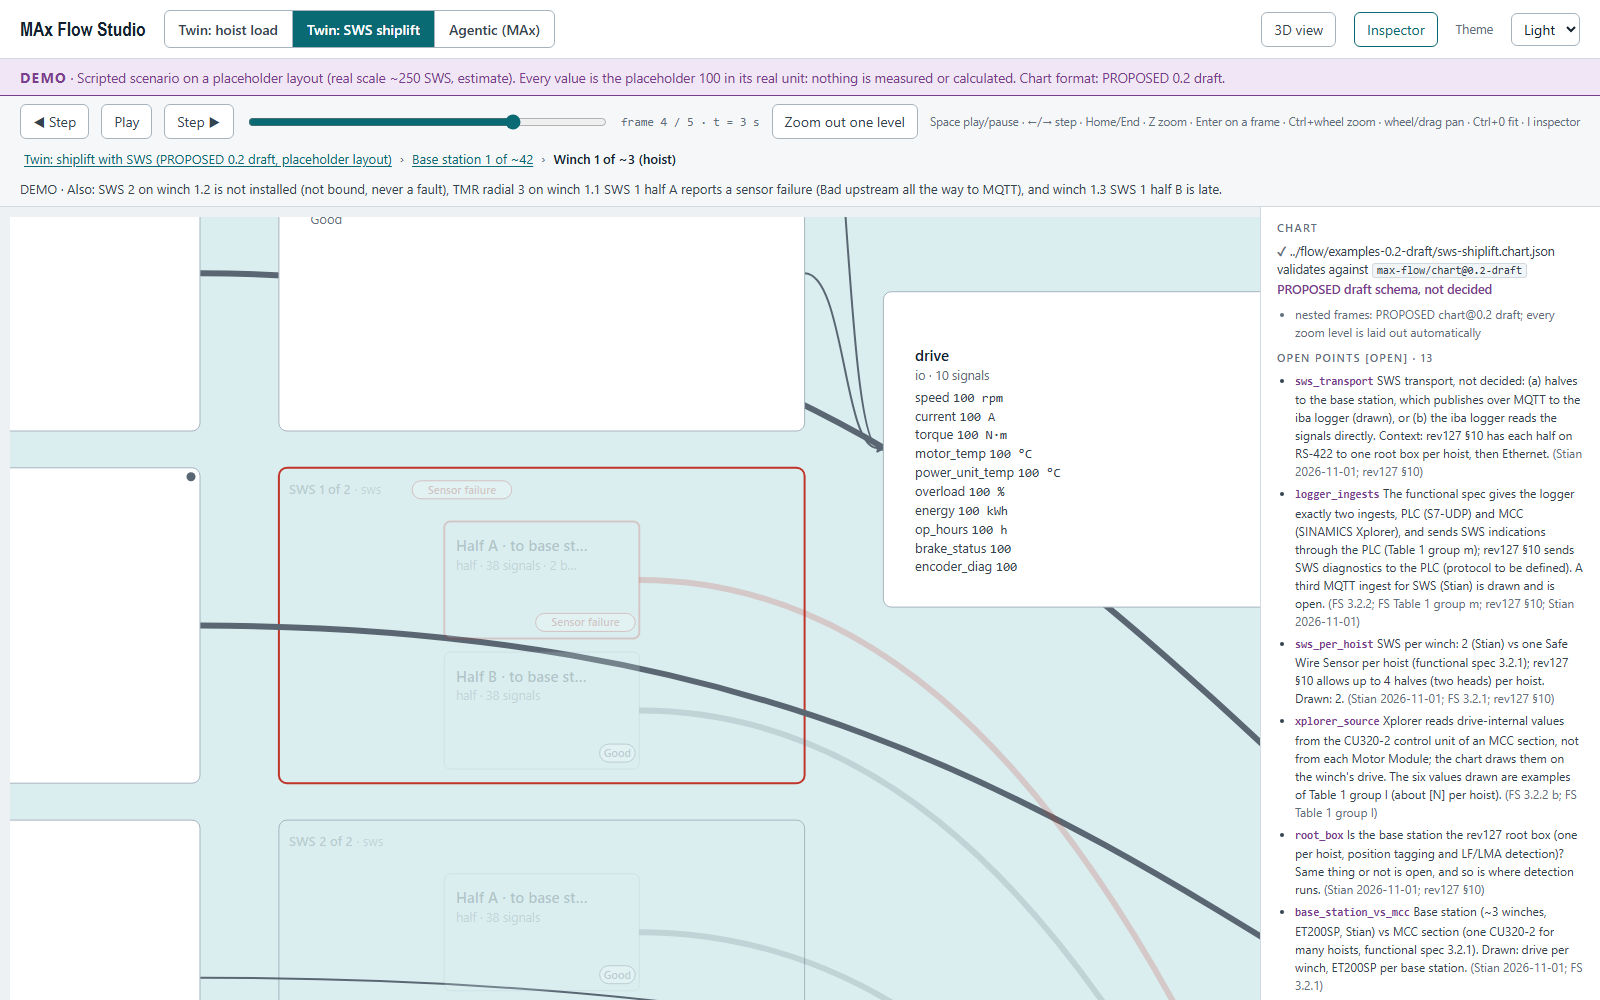 MAx Flow Studio
Twin: hoist load
Twin: SWS shiplift
Agentic (MAx)
3D view
Inspector
Theme
Light
DEMO · Scripted scenario on a placeholder layout (real scale ~250 SWS, estimate). Every value is the placeholder 100 in its real unit: nothing is measured or calculated. Chart format: PROPOSED 0.2 draft.
◀ Step
Play
Step ▶
frame 4 / 5 · t = 3 s
Zoom out one level
Space play/pause · ←/→ step · Home/End · Z zoom · Enter on a frame · Ctrl+wheel zoom · wheel/drag pan · Ctrl+0 fit · I inspector
Twin: shiplift with SWS (PROPOSED 0.2 draft, placeholder layout) › Base station 1 of ~42 › Winch 1 of ~3 (hoist)
DEMO · Also: SWS 2 on winch 1.2 is not installed (not bound, never a fault), TMR radial 3 on winch 1.1 SWS 1 half A reports a sensor failure (Bad upstream all the way to MQTT), and winch 1.3 SWS 1 half B is late.
Good
drive
io · 10 signals
speed 100 rpm
current 100 A
torque 100 N·m
motor_temp 100 °C
power_unit_temp 100 °C
overload 100 %
energy 100 kWh
op_hours 100 h
brake_status 100
encoder_diag 100
SWS 1 of 2 · sws
Sensor failure
Half A · to base st…
half · 38 signals · 2 b…
Sensor failure
Half B · to base st…
half · 38 signals
Good
SWS 2 of 2 · sws
Half A · to base st…
half · 38 signals
Good
CHART
✓ ../flow/examples-0.2-draft/sws-shiplift.chart.json
validates against max-flow/chart@0.2-draft
PROPOSED draft schema, not decided
• nested frames: PROPOSED chart@0.2 draft; every
zoom level is laid out automatically
OPEN POINTS [OPEN] · 13
• sws_transport SWS transport, not decided: (a) halves
to the base station, which publishes over MQTT to the
iba logger (drawn), or (b) the iba logger reads the
signals directly. Context: rev127 §10 has each half on
RS-422 to one root box per hoist, then Ethernet. (Stian
2026-11-01; rev127 §10)
• logger_ingests The functional spec gives the logger
exactly two ingests, PLC (S7-UDP) and MCC
(SINAMICS Xplorer), and sends SWS indications
through the PLC (Table 1 group m); rev127 §10 sends
SWS diagnostics to the PLC (protocol to be defined). A
third MQTT ingest for SWS (Stian) is drawn and is
open. (FS 3.2.2; FS Table 1 group m; rev127 §10; Stian
2026-11-01)
• sws_per_hoist SWS per winch: 2 (Stian) vs one Safe
Wire Sensor per hoist (functional spec 3.2.1); rev127
§10 allows up to 4 halves (two heads) per hoist.
Drawn: 2. (Stian 2026-11-01; FS 3.2.1; rev127 §10)
• xplorer_source Xplorer reads drive-internal values
from the CU320-2 control unit of an MCC section, not
from each Motor Module; the chart draws them on
the winch's drive. The six values drawn are examples
of Table 1 group l (about [N] per hoist). (FS 3.2.2 b; FS
Table 1 group l)
• root_box Is the base station the rev127 root box (one
per hoist, position tagging and LF/LMA detection)?
Same thing or not is open, and so is where detection
runs. (Stian 2026-11-01; rev127 §10)
• base_station_vs_mcc Base station (~3 winches,
ET200SP, Stian) vs MCC section (one CU320-2 for
many hoists, functional spec 3.2.1). Drawn: drive per
winch, ET200SP per base station. (Stian 2026-11-01; FS
3.2.1)